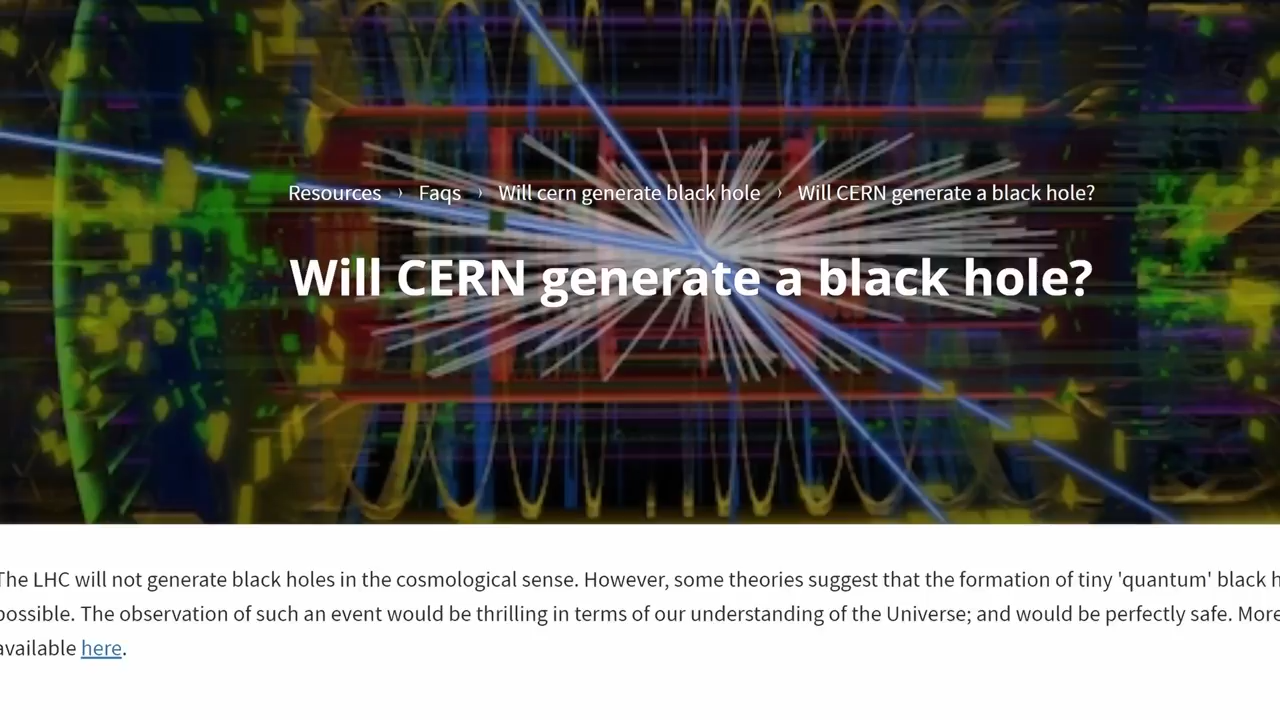 Resources › Faqs › Will cern generate black hole › Will CERN generate a black hole?
Will CERN generate a black hole?
The LHC will not generate black holes in the cosmological sense. However, some theories suggest that the formation of tiny 'quantum' black
possible. The observation of such an event would be thrilling in terms of our understanding of the Universe; and would be perfectly safe. More
available here.